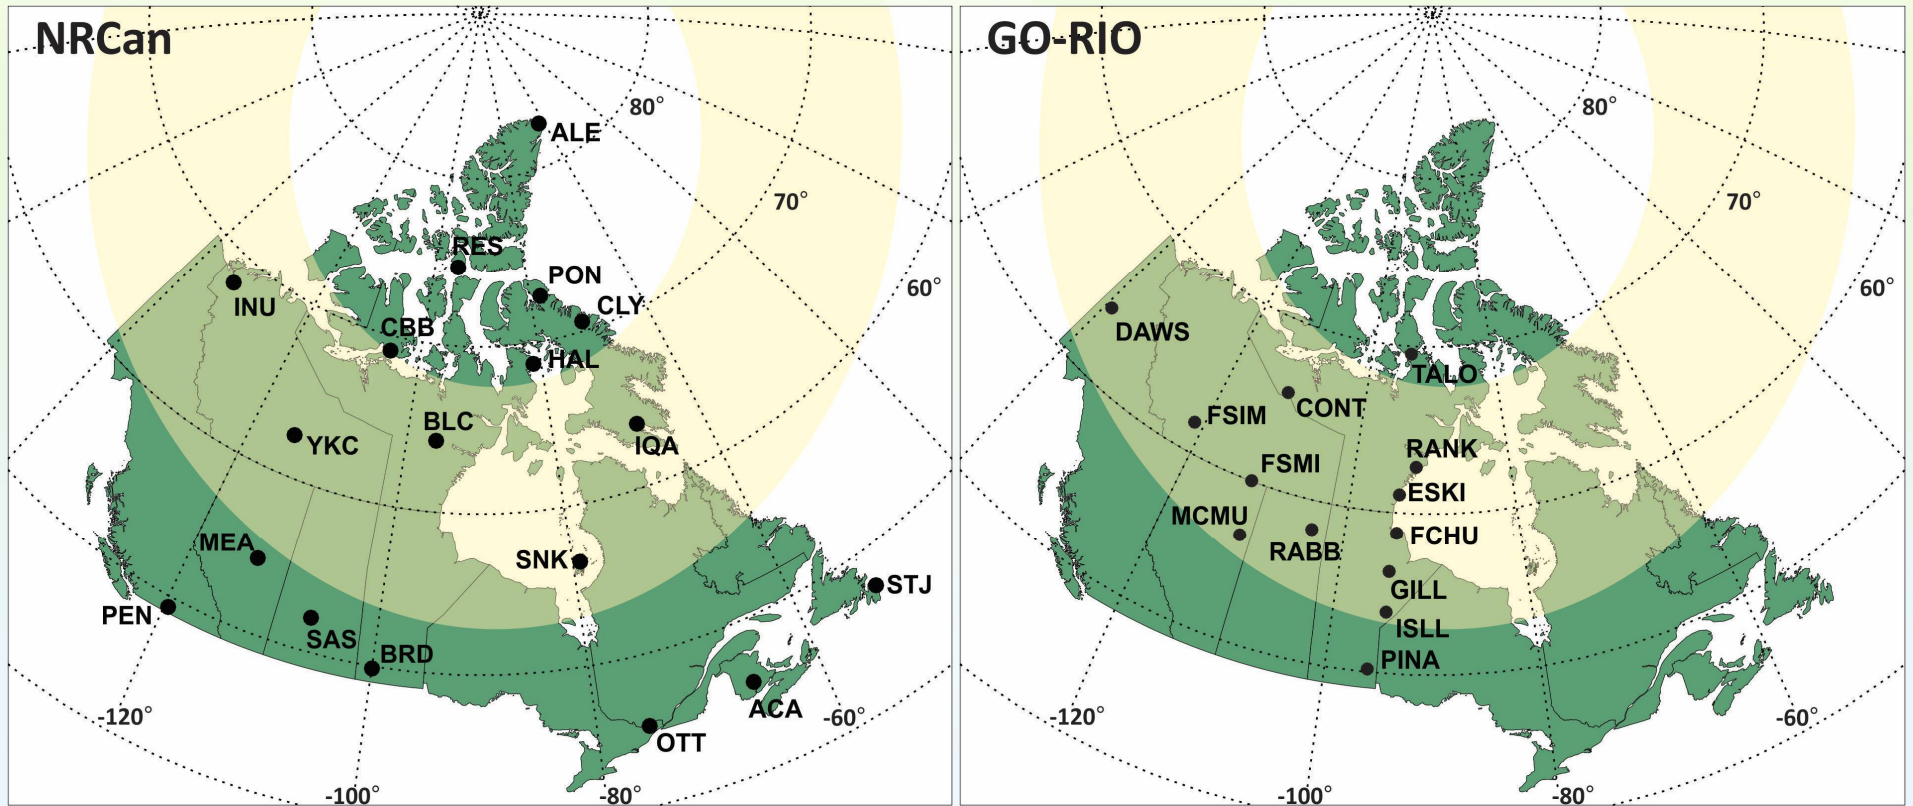 NRCan
80°
ALE
70°
RES
PON
60°
CLY
INU
CBB
HAL
BLC
YKC
IQA
MEA
SNK
STJ
PEN
SAS
BRD
ACA
-120°
-60°
OTT
-100°
-80°
GO-RIO
80°
70°
60°
DAWS
TALO
CONT
FSIM
RANK
FSMI
ESKI
MCMU
FCHU
RABB
GILL
ISLL
PINA
-120°
-60°
-100°
-80°